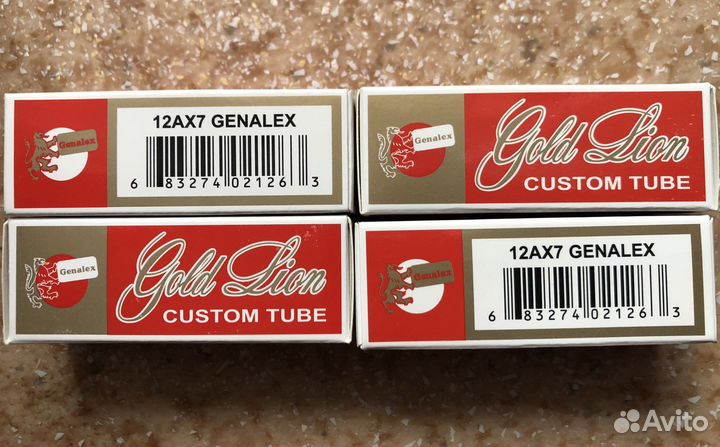 Genalex
12AX7 GENALEX
6 83274 02126 3
Genalex
Gold Lion
CUSTOM TUBE
Genalex
Gold Lion
CUSTOM TUBE
Genalex
12AX7 GENALEX
6 83274 02126 3
Avito